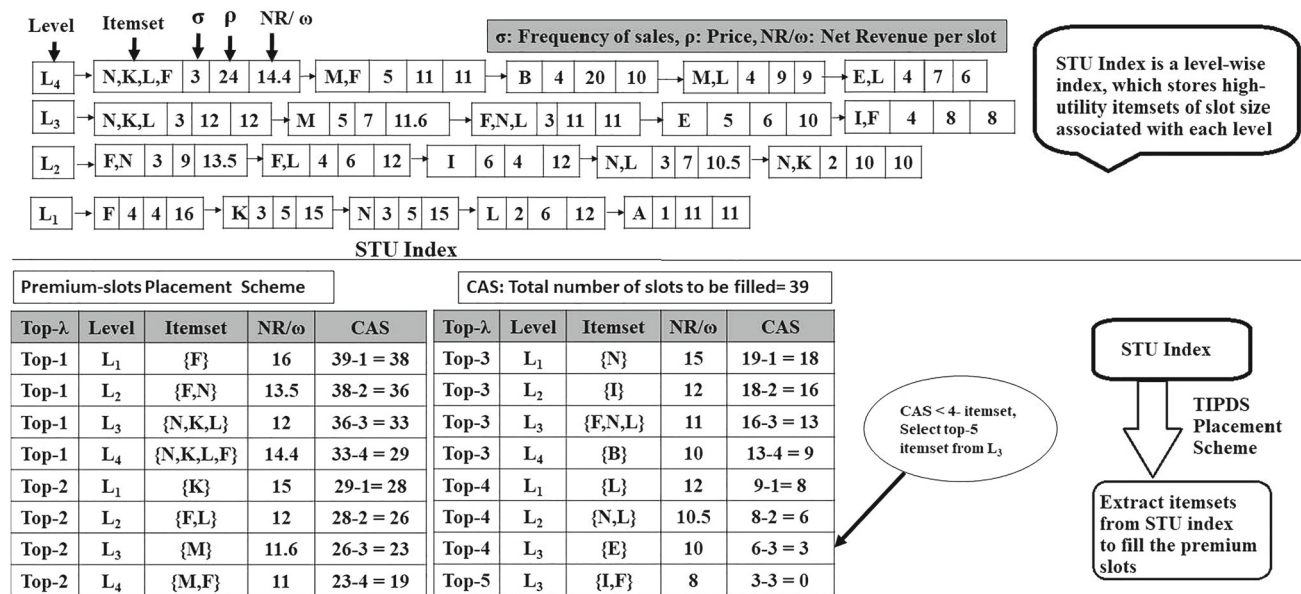 Level
Itemset
σ
ρ
NR/ ω
σ: Frequency of sales, ρ: Price, NR/ω: Net Revenue per slot
L₄ N,K,L,F 3 24 14.4 M,F 5 11 11 B 4 20 10 M,L 4 9 9 E,L 4 7 6
L₃ N,K,L 3 12 12 M 5 7 11.6 F,N,L 3 11 11 E 5 6 10 I,F 4 8 8
L₂ F,N 3 9 13.5 F,L 4 6 12 I 6 4 12 N,L 3 7 10.5 N,K 2 10 10
L₁ F 4 4 16 K 3 5 15 N 3 5 15 L 2 6 12 A 1 11 11
STU Index
STU Index is a level-wise
index, which stores high-
utility itemsets of slot size
associated with each level
Premium-slots Placement Scheme
CAS: Total number of slots to be filled= 39
Top-λ Level Itemset NR/ω CAS
Top-1 L₁ {F} 16 39-1 = 38
Top-1 L₂ {F,N} 13.5 38-2 = 36
Top-1 L₃ {N,K,L} 12 36-3 = 33
Top-1 L₄ {N,K,L,F} 14.4 33-4 = 29
Top-2 L₁ {K} 15 29-1= 28
Top-2 L₂ {F,L} 12 28-2 = 26
Top-2 L₃ {M} 11.6 26-3 = 23
Top-2 L₄ {M,F} 11 23-4 = 19
Top-λ Level Itemset NR/ω CAS
Top-3 L₁ {N} 15 19-1 = 18
Top-3 L₂ {I} 12 18-2 = 16
Top-3 L₃ {F,N,L} 11 16-3 = 13
Top-3 L₄ {B} 10 13-4 = 9
Top-4 L₁ {L} 12 9-1= 8
Top-4 L₂ {N,L} 10.5 8-2 = 6
Top-4 L₃ {E} 10 6-3 = 3
Top-5 L₃ {I,F} 8 3-3 = 0
CAS < 4- itemset,
Select top-5
itemset from L₃
STU Index
TIPDS
Placement
Scheme
Extract itemsets
from STU index
to fill the premium
slots